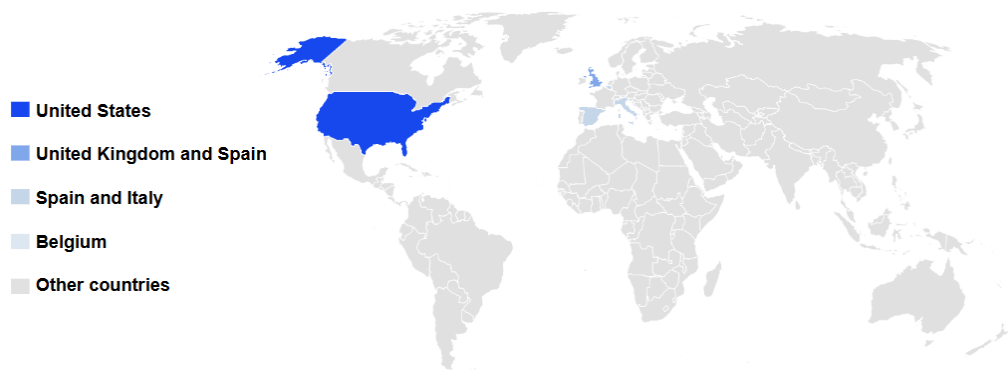 United States
United Kingdom and Spain
Spain and Italy
Belgium
Other countries